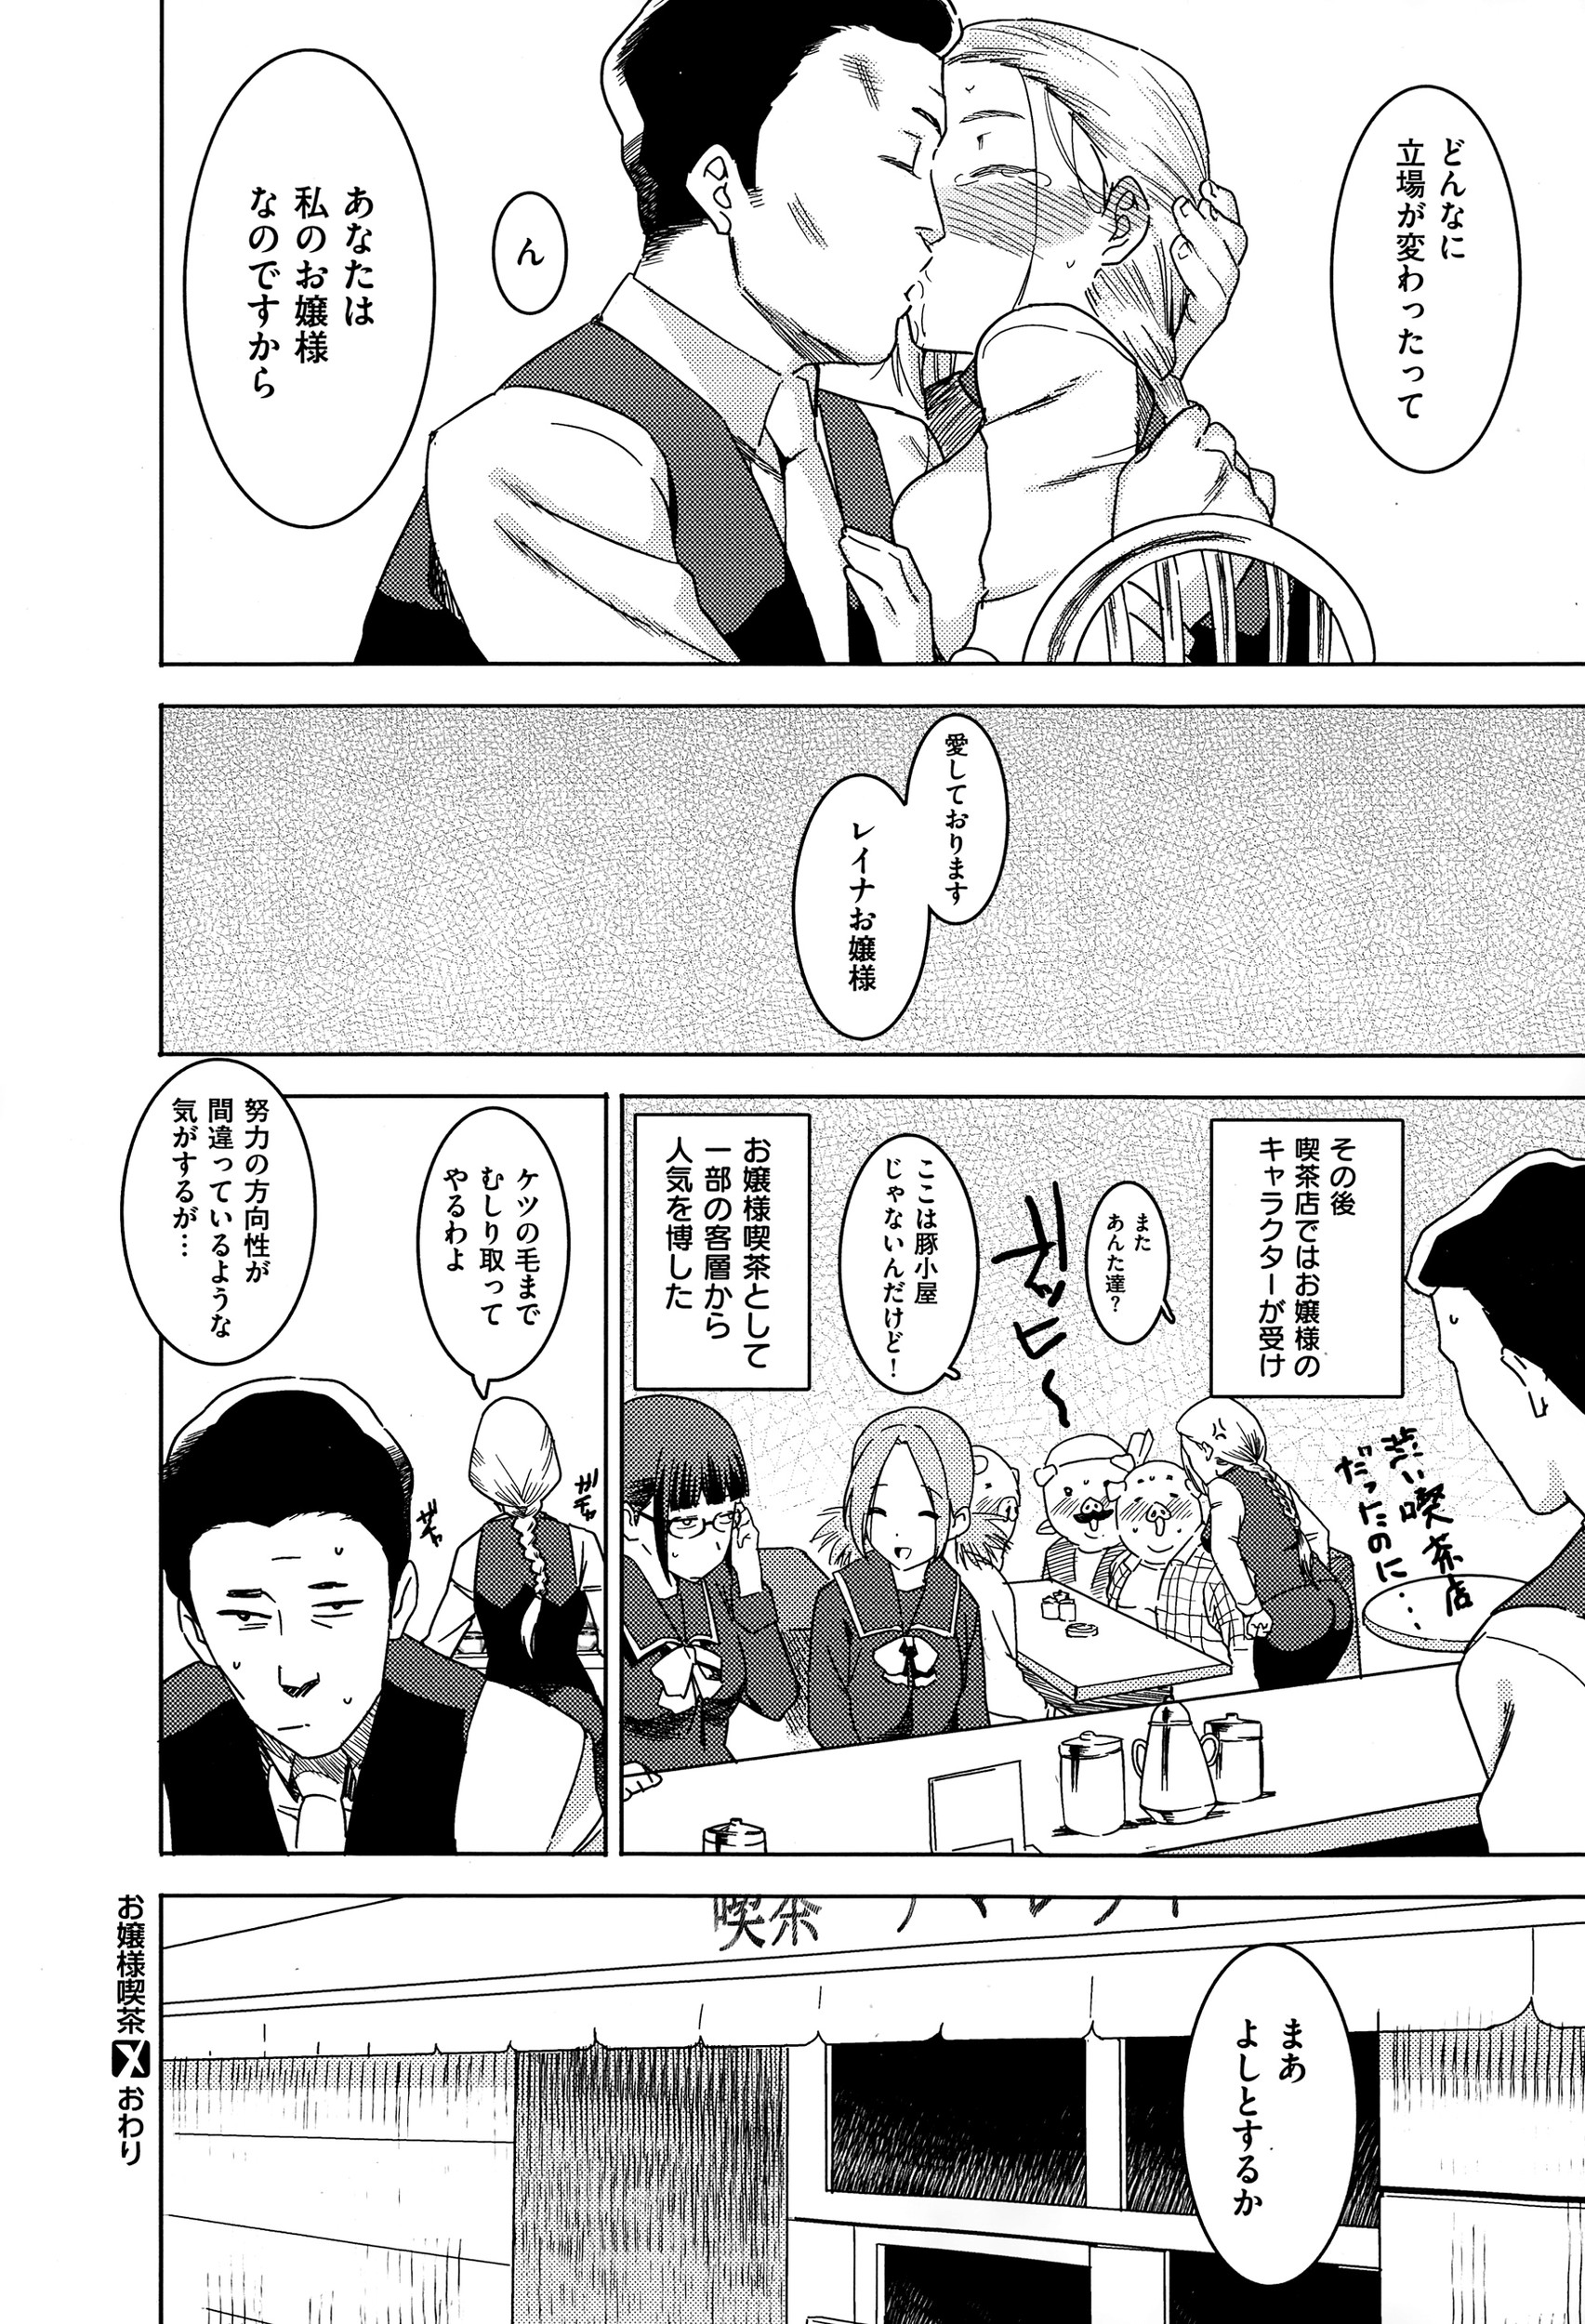 どんなに
立場が変わったって
ん
あなたは
私のお嬢様
なのですから
愛しております
レイナお嬢様
その後
喫茶店ではお嬢様の
キャラクターが受け
渋い喫茶店
だったのに・・・
また
あんた達？
ここは豚小屋
じゃないんだけど！
お嬢様喫茶として
一部の客層から
人気を博した
ケツの毛まで
むしり取って
やるわよ
ガチャ
ガチャ
努力の方向性が
間違っているような
気がするが…
喫茶
まあ
よしとするか
お嬢様喫茶 おわり